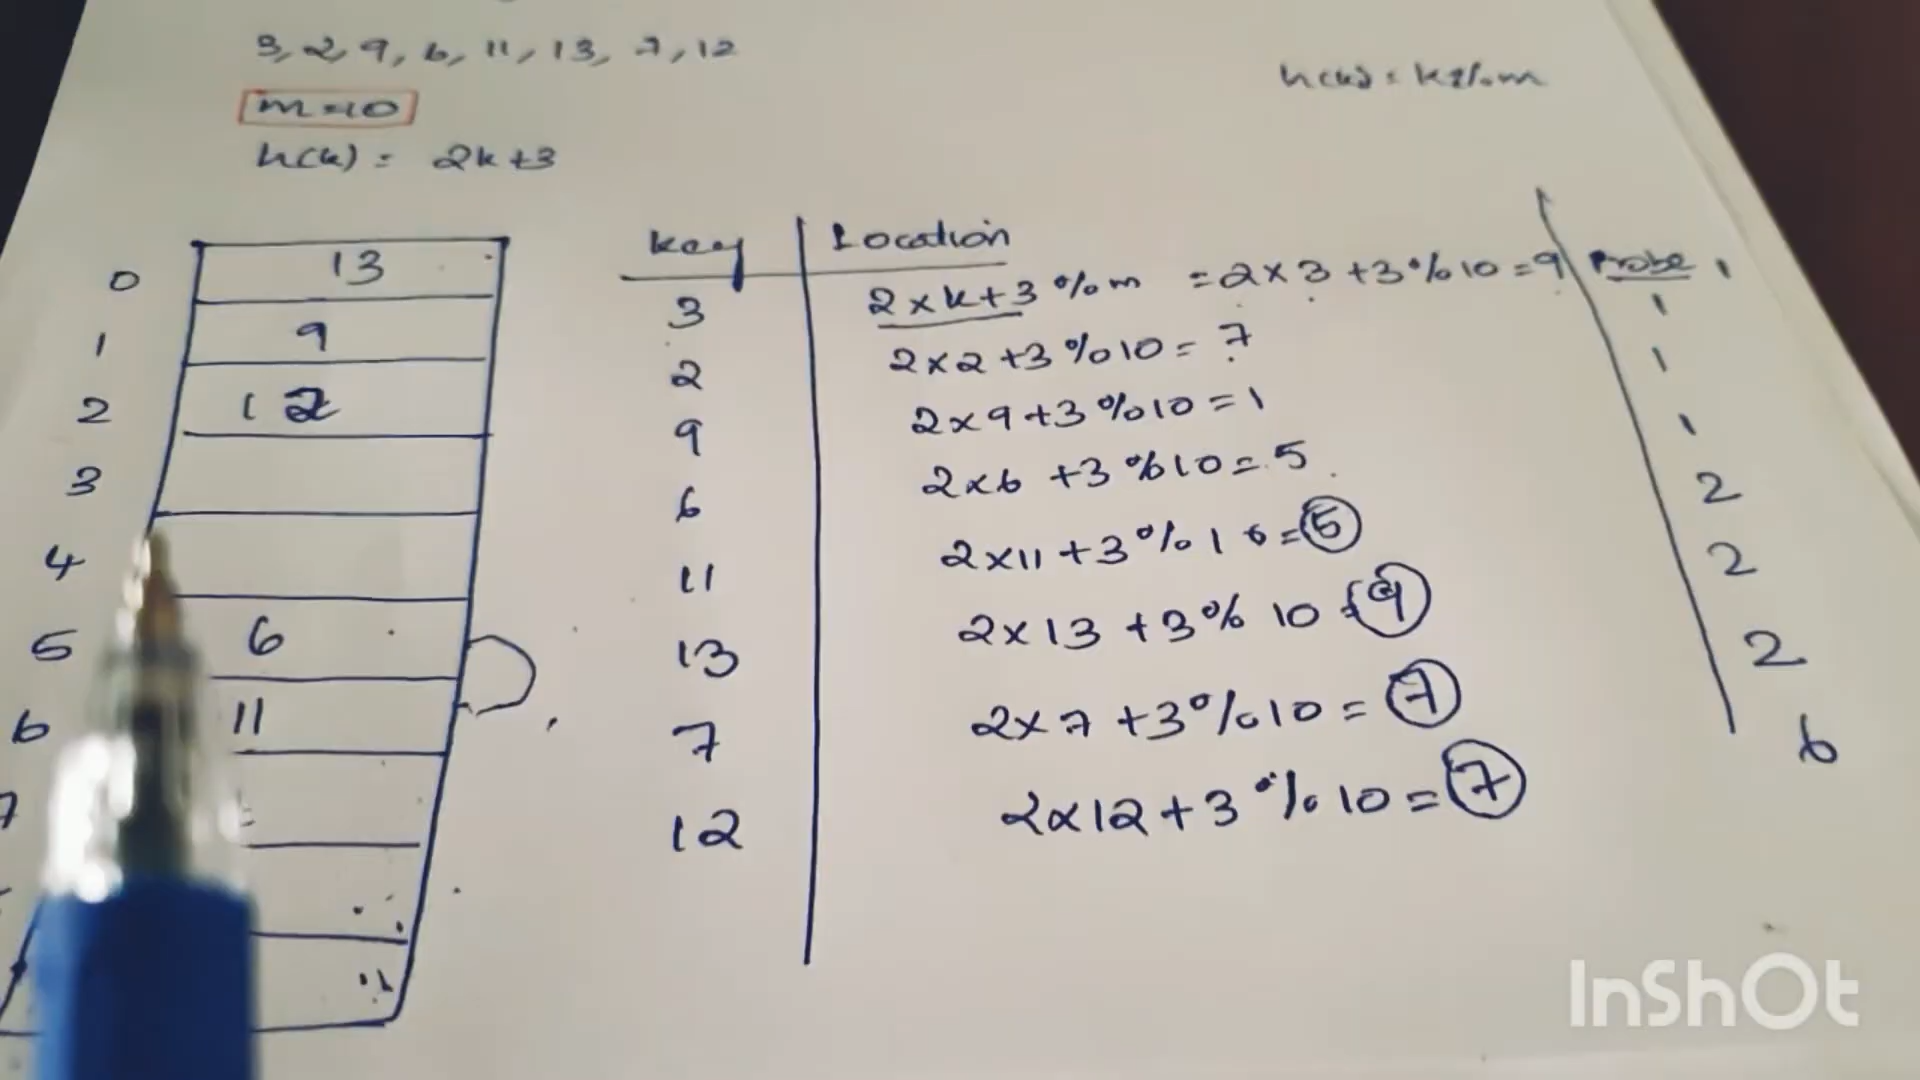 3, 2, 9, 6, 11, 13, 7, 12
m=10
h(k) = k%m
h(k) = 2k+3
Key Location Probe
0 13
1 9
2 12
3
4
5 6
6 11
7
3 2×k+3%m =2×3+3%10=9 1
2 2×2+3%10=7 1
9 2×9+3%10=1 1
6 2×6+3%10=5 1
11 2×11+3%10=5 2
13 2×13+3%10=9 2
7 2×7+3%10=7 2
12 2×12+3%10=7 6
InShOt